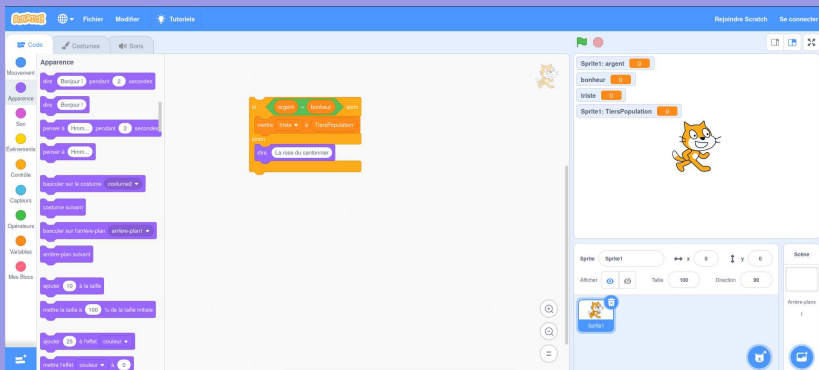 SCRATCH Fichier Modifier Tutoriels Rejoindre Scratch Se connecter
Code Costumes Sons
Mouvement
Apparence
Son
Événements
Contrôle
Capteurs
Opérateurs
Variables
Mes Blocs
Apparence
dire Bonjour ! pendant 2 secondes
dire Bonjour !
penser à Hmm... pendant 2 secondes
penser à Hmm...
basculer sur le costume costume2
costume suivant
basculer sur l'arrière-plan arrière-plan1
arrière-plan suivant
ajouter 10 à la taille
mettre la taille à 100 % de la taille initiale
ajouter 25 à l'effet couleur
mettre l'effet couleur à 0
si argent = bonheur alors
mettre triste à TiersPopulation
sinon
dire La rose du cantonnier
Sprite1: argent 0
bonheur 0
triste 0
Sprite1: TiersPopulation 0
Sprite Sprite1 x 0 y 0
Afficher Taille 100 Direction 90
Sprite1
Scène
Arrière-plans
1